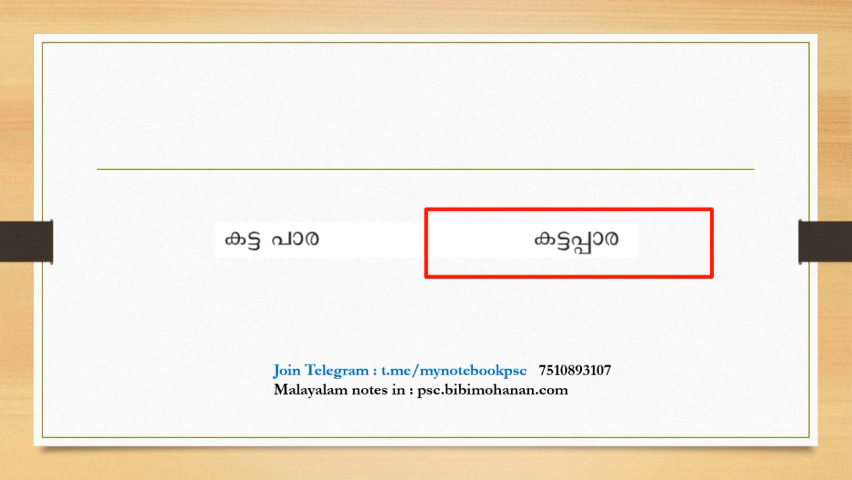 കട്ട പാര കട്ടപ്പാര
Join Telegram : t.me/mynotebookpsc 7510893107
Malayalam notes in : psc.bibimohanan.com